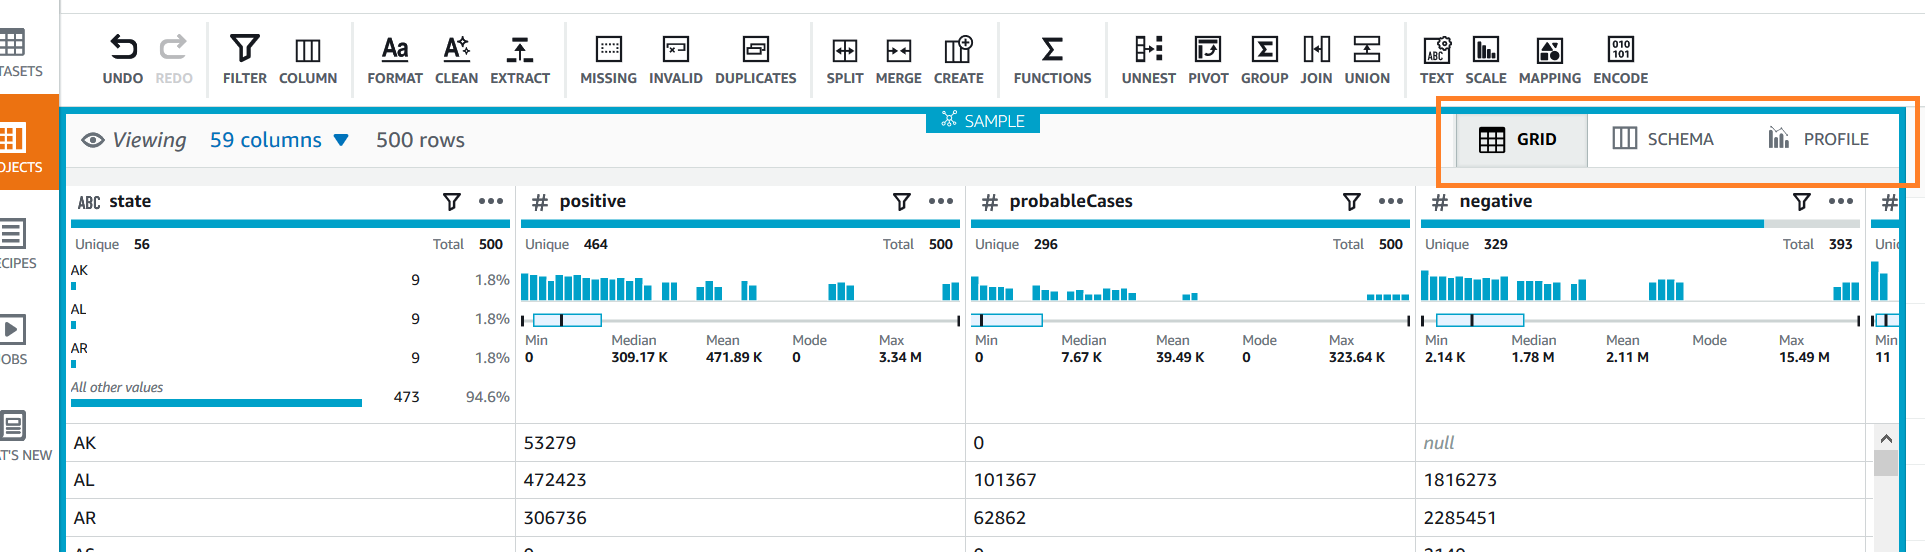 UNDO REDO FILTER COLUMN FORMAT CLEAN EXTRACT MISSING INVALID DUPLICATES SPLIT MERGE CREATE FUNCTIONS UNNEST PIVOT GROUP JOIN UNION TEXT SCALE MAPPING ENCODE
TASETS
OJECTS
ECIPES
OBS
T'S NEW
SAMPLE
Viewing 59 columns 500 rows GRID SCHEMA PROFILE
ABC state # positive # probableCases # negative #
Unique 56 Total 500 Unique 464 Total 500 Unique 296 Total 500 Unique 329 Total 393
AK 9 1.8%
AL 9 1.8%
AR 9 1.8%
All other values 473 94.6%
Min Median Mean Mode Max
0 309.17 K 471.89 K 0 3.34 M
Min Median Mean Mode Max
0 7.67 K 39.49 K 0 323.64 K
Min Median Mean Mode Max
2.14 K 1.78 M 2.11 M 15.49 M
Min
11
AK 53279 0 null
AL 472423 101367 1816273
AR 306736 62862 2285451